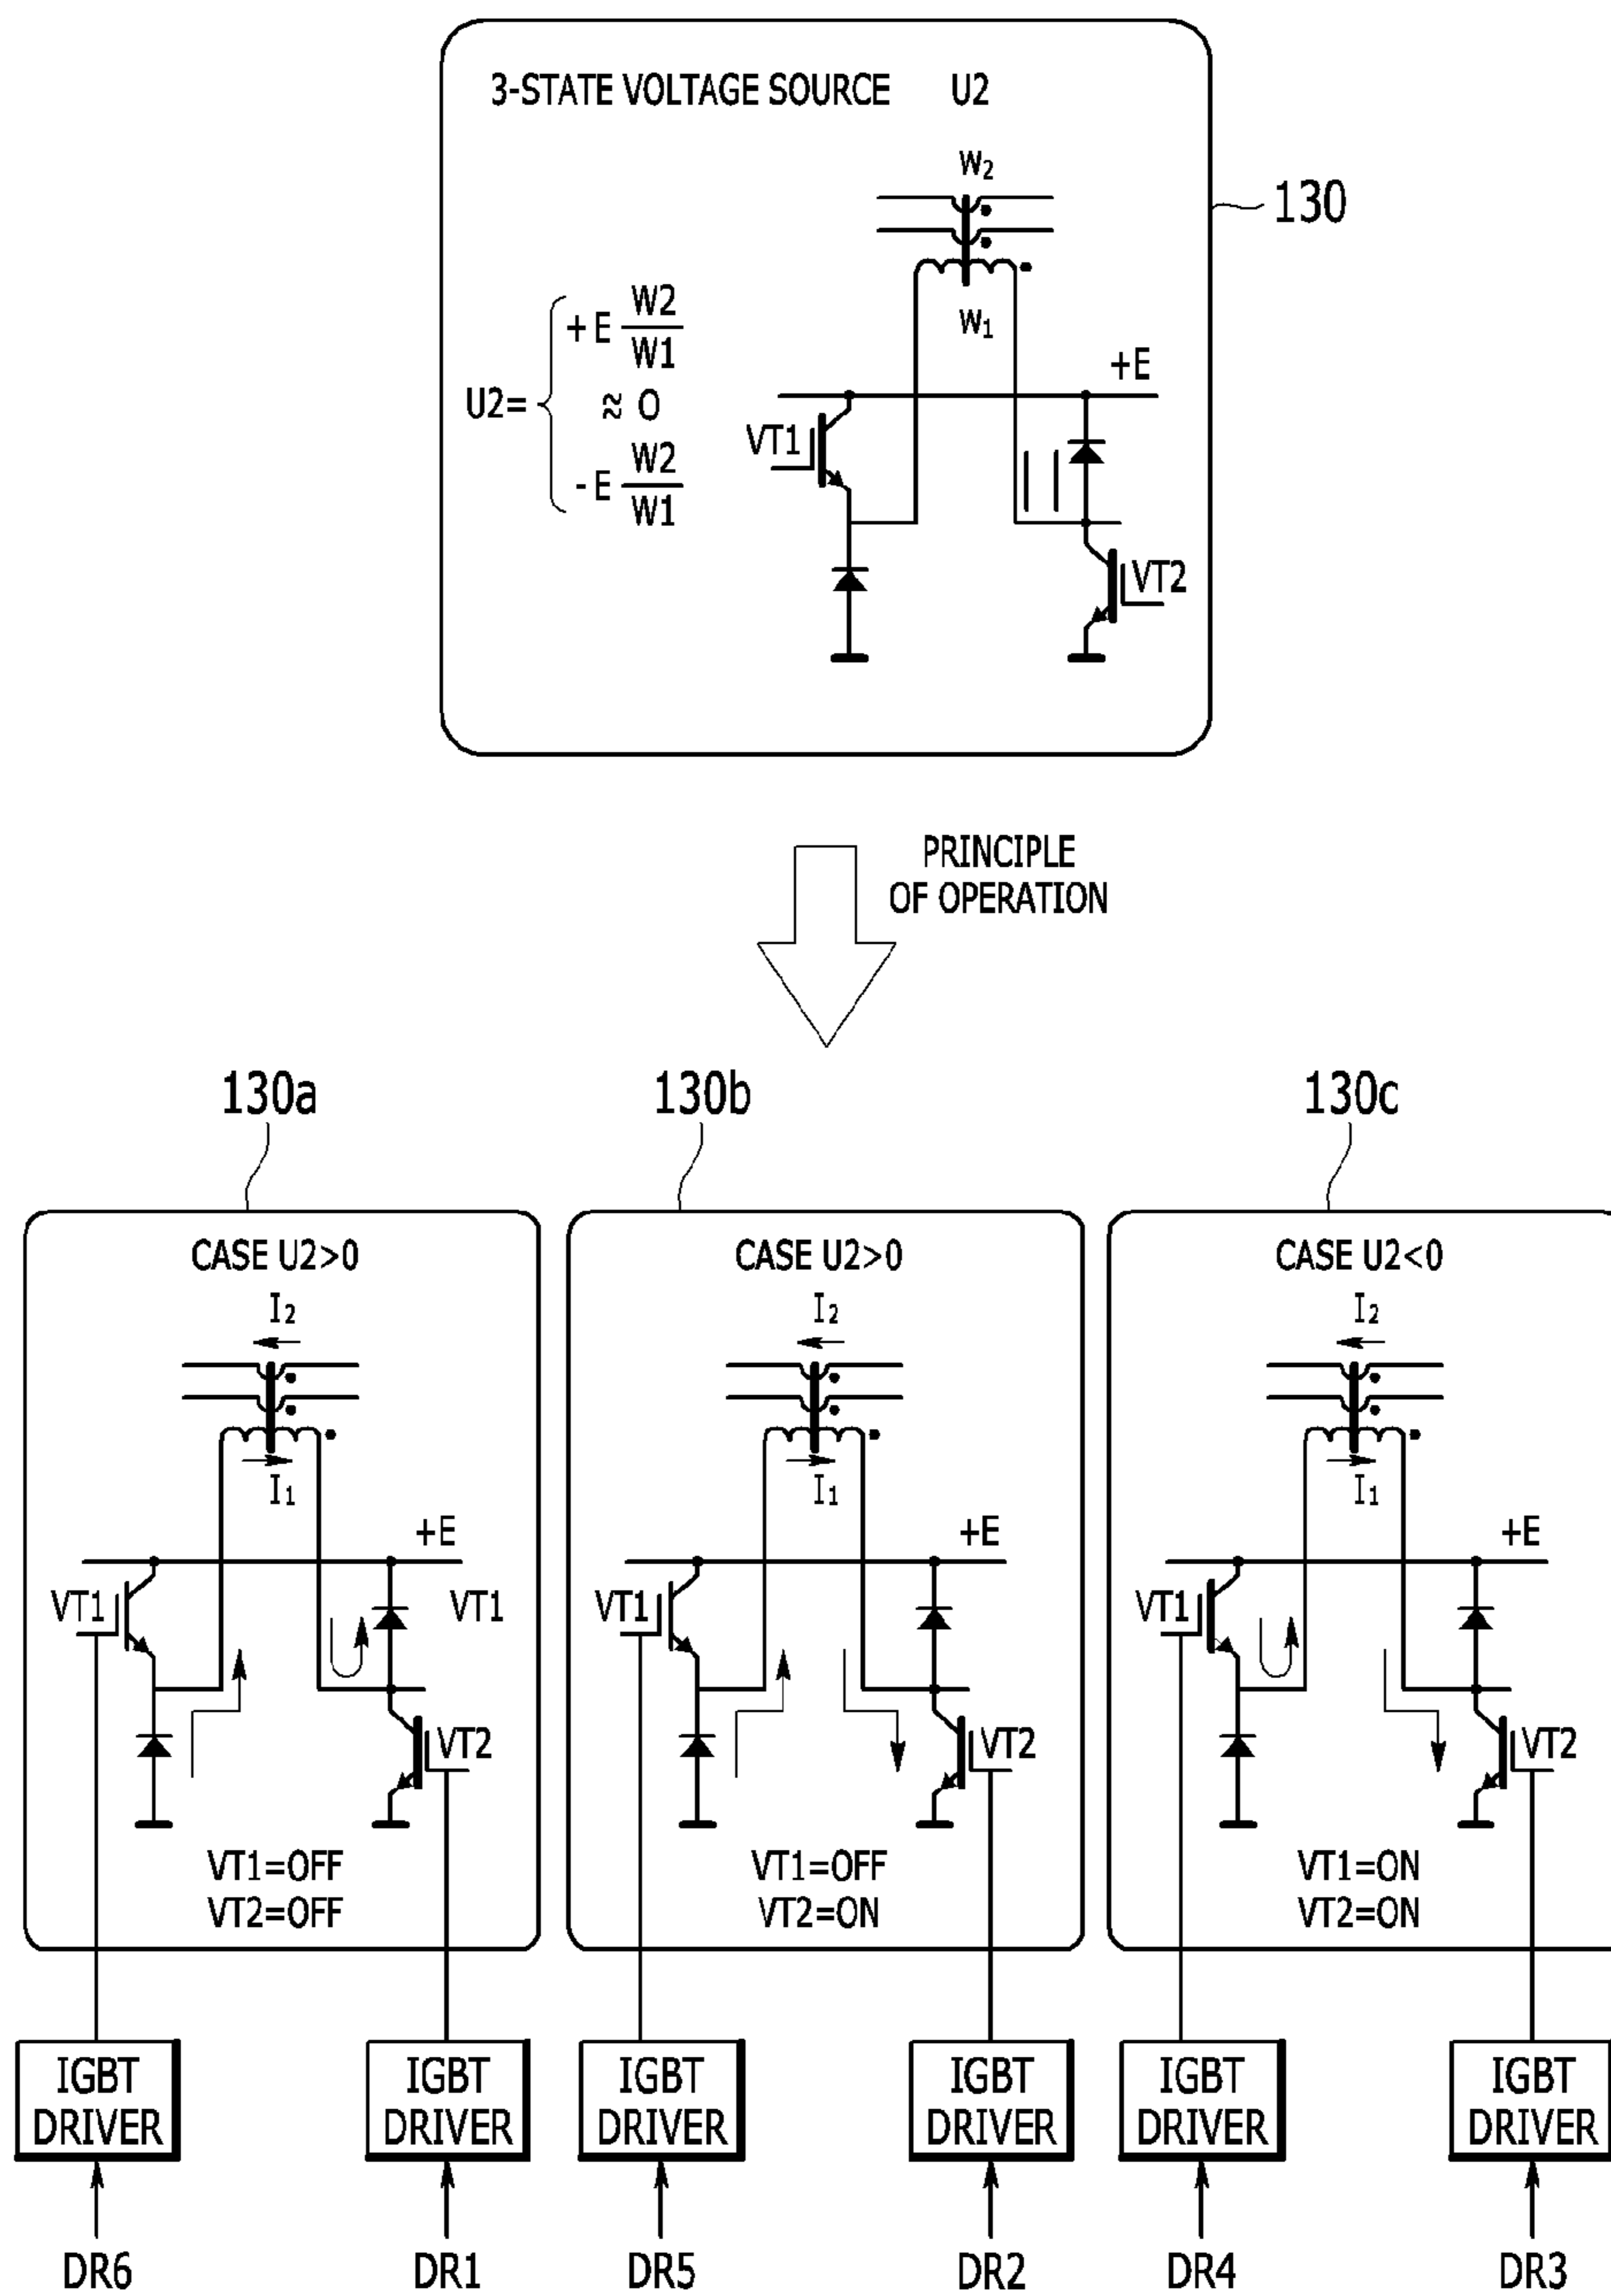 3-STATE VOLTAGE SOURCE U2
W2
130
W1
U2=
+E W2
W1
≈ 0
-E W2
W1
+E
VT1
VT2
PRINCIPLE
OF OPERATION
130a
130b
130c
CASE U2>0
I2
I1
+E
VT1
VT1
VT2
VT1=OFF
VT2=OFF
CASE U2>0
I2
I1
+E
VT1
VT2
VT1=OFF
VT2=ON
CASE U2<0
I2
I1
+E
VT1
VT2
VT1=ON
VT2=ON
IGBT
DRIVER
IGBT
DRIVER
IGBT
DRIVER
IGBT
DRIVER
IGBT
DRIVER
IGBT
DRIVER
DR6
DR1
DR5
DR2
DR4
DR3